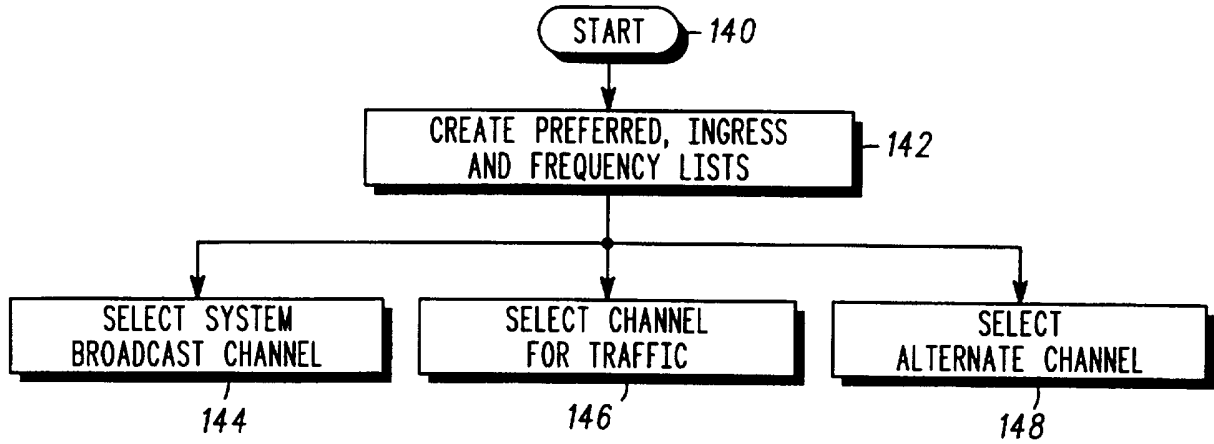 START
140
CREATE PREFERRED, INGRESS
AND FREQUENCY LISTS
142
SELECT SYSTEM
BROADCAST CHANNEL
144
SELECT CHANNEL
FOR TRAFFIC
146
SELECT
ALTERNATE CHANNEL
148